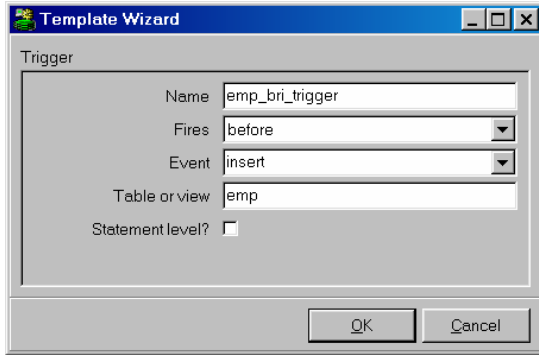 Template Wizard
Trigger
Name emp_bri_trigger
Fires before
Event insert
Table or view emp
Statement level?
OK Cancel